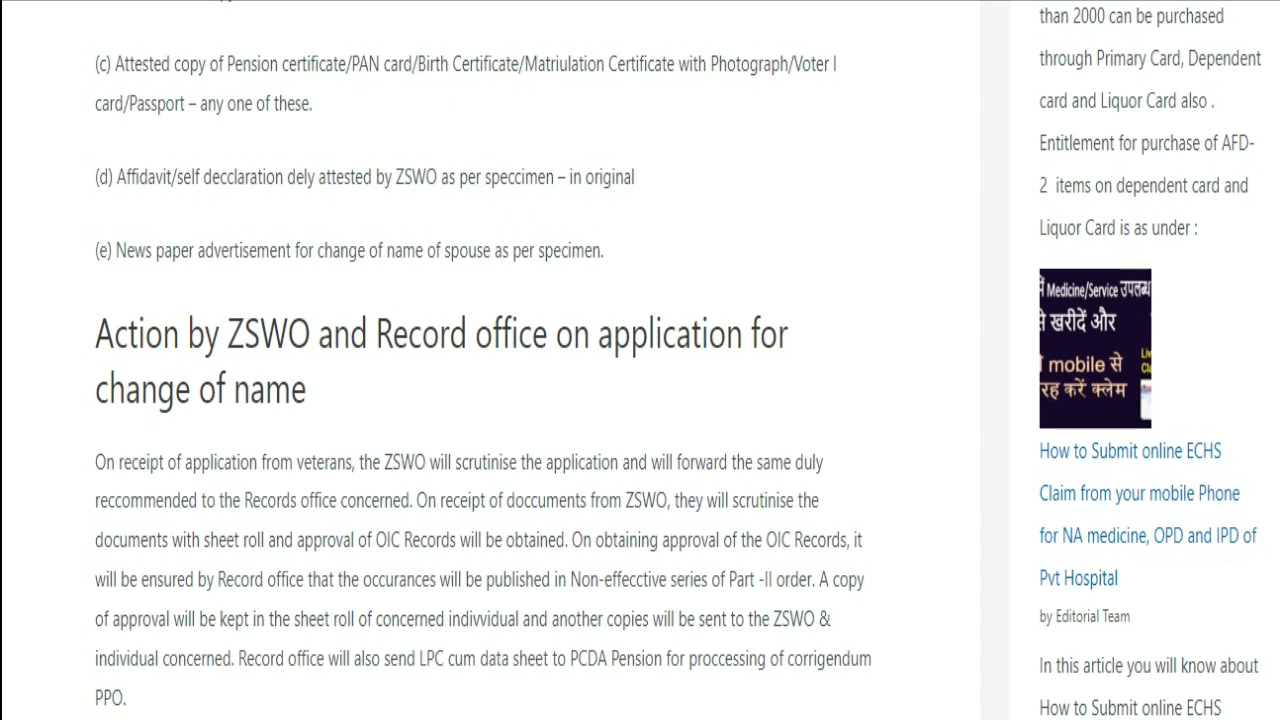 (c) Attested copy of Pension certificate/PAN card/Birth Certificate/Matriulation Certificate with Photograph/Voter I
card/Passport – any one of these.
(d) Affidavit/self decclaration dely attested by ZSWO as per speccimen – in original
(e) News paper advertisement for change of name of spouse as per specimen.
Action by ZSWO and Record office on application for
change of name
On receipt of application from veterans, the ZSWO will scrutinise the application and will forward the same duly
reccommended to the Records office concerned. On receipt of doccuments from ZSWO, they will scrutinise the
documents with sheet roll and approval of OIC Records will be obtained. On obtaining approval of the OIC Records, it
will be ensured by Record office that the occurances will be published in Non-effecctive series of Part -II order. A copy
of approval will be kept in the sheet roll of concerned indivvidual and another copies will be sent to the ZSWO &
individual concerned. Record office will also send LPC cum data sheet to PCDA Pension for proccessing of corrigendum
PPO.
than 2000 can be purchased
through Primary Card, Dependent
card and Liquor Card also .
Entitlement for purchase of AFD-
2 items on dependent card and
Liquor Card is as under :
में Medicine/Service उपलब्ध
से खरीदें और
mobile से
रह करें क्लेम
How to Submit online ECHS
Claim from your mobile Phone
for NA medicine, OPD and IPD of
Pvt Hospital
by Editorial Team
In this article you will know about
How to Submit online ECHS